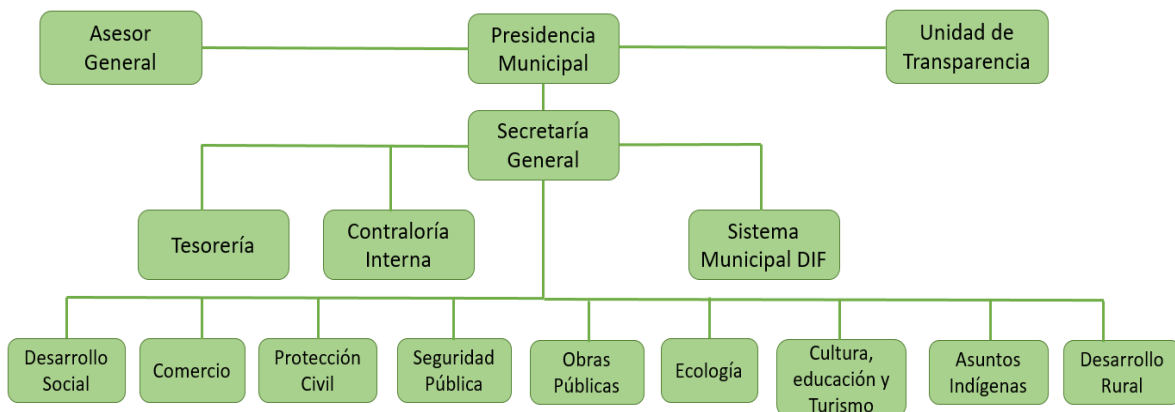 Asesor
General
Presidencia
Municipal
Unidad de
Transparencia
Secretaría
General
Tesorería
Contraloría
Interna
Sistema
Municipal DIF
Desarrollo
Social
Comercio
Protección
Civil
Seguridad
Pública
Obras
Públicas
Ecología
Cultura,
educación y
Turismo
Asuntos
Indígenas
Desarrollo
Rural